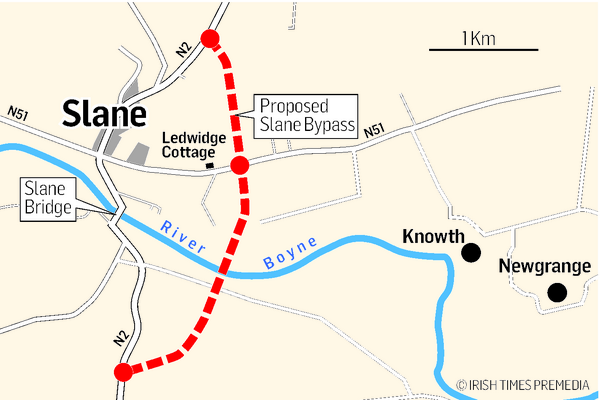 N2
1Km
Slane
Proposed
Slane Bypass
N51
N51
Ledwidge
Cottage
Slane
Bridge
River Boyne
Knowth
Newgrange
N2
© IRISH TIMES PREMEDIA